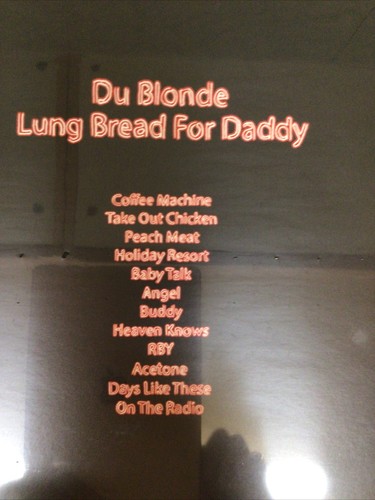 Du Blonde
Lung Bread For Daddy
Coffee Machine
Take Out Chicken
Peach Meat
Holiday Resort
Baby Talk
Angel
Buddy
Heaven Knows
RBY
Acetone
Days Like These
On The Radio